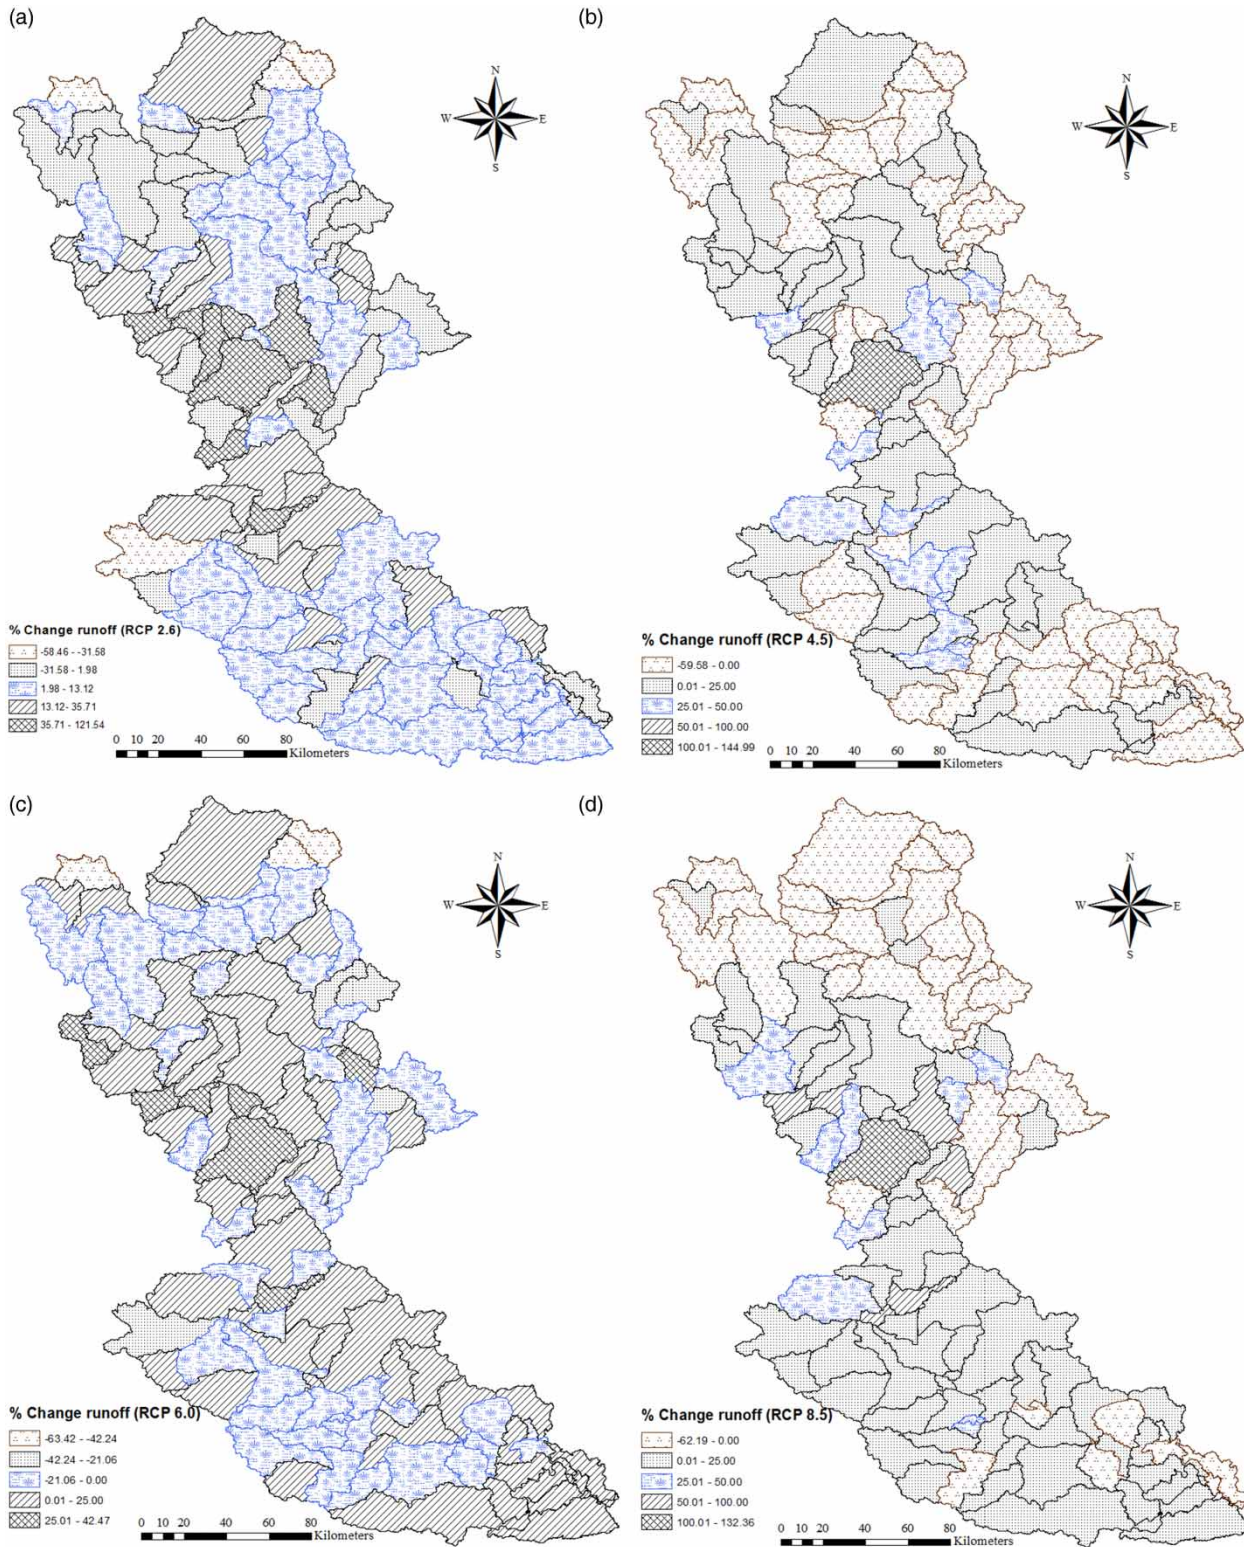 (a)
N
W
E
S
% Change runoff (RCP 2.6)
-58.46 - -31.58
-31.58 - 1.98
1.98 - 13.12
13.12- 35.71
35.71 - 121.54
0 10 20 40 60 80
Kilometers
(b)
N
W
E
S
% Change runoff (RCP 4.5)
-59.58 - 0.00
0.01 - 25.00
25.01 - 50.00
50.01 - 100.00
100.01 - 144.99
0 10 20 40 60 80
Kilometers
(c)
N
W
E
S
% Change runoff (RCP 6.0)
-63.42 - -42.24
-42.24 - -21.06
-21.06 - 0.00
0.01 - 25.00
25.01 - 42.47
0 10 20 40 60 80
Kilometers
(d)
N
W
E
S
% Change runoff (RCP 8.5)
-62.19 - 0.00
0.01 - 25.00
25.01 - 50.00
50.01 - 100.00
100.01 - 132.36
0 10 20 40 60 80
Kilometers